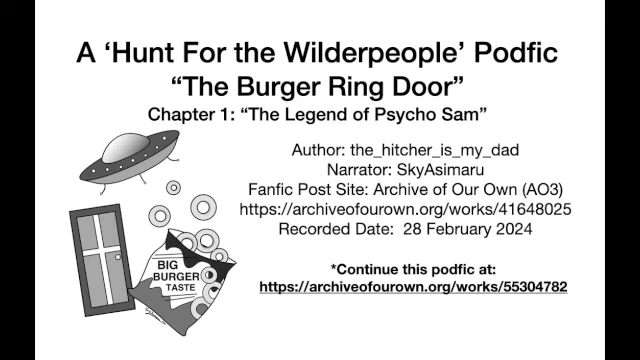 A ‘Hunt For the Wilderpeople’ Podfic
“The Burger Ring Door”
Chapter 1: “The Legend of Psycho Sam”
Author: the_hitcher_is_my_dad
Narrator: SkyAsimaru
Fanfic Post Site: Archive of Our Own (AO3)
https://archiveofourown.org/works/41648025
Recorded Date: 28 February 2024
BIG
BURGER
TASTE
*Continue this podfic at:
https://archiveofourown.org/works/55304782